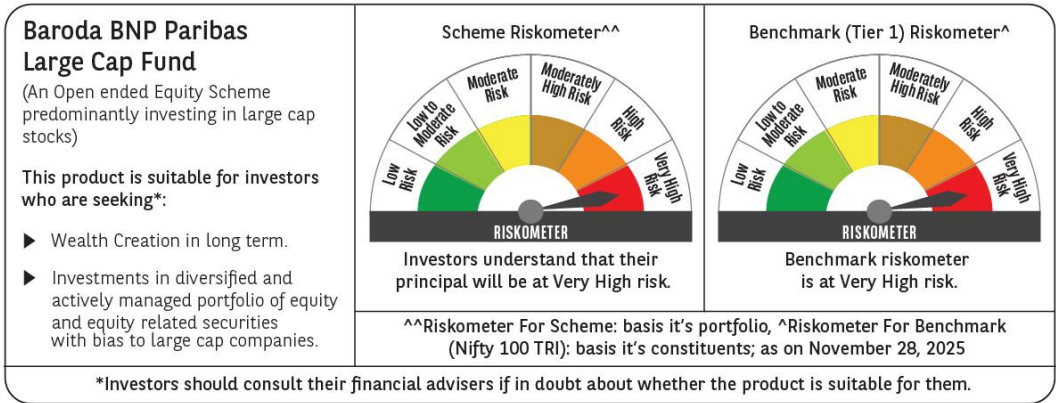 Baroda BNP Paribas
Large Cap Fund
(An Open ended Equity Scheme
predominantly investing in large cap
stocks)
This product is suitable for investors
who are seeking*:
▶ Wealth Creation in long term.
▶ Investments in diversified and
actively managed portfolio of equity
and equity related securities
with bias to large cap companies.
Scheme Riskometer^^
Low
Risk
Low to
Moderate
Risk
Moderate
Risk
Moderately
High Risk
High
Risk
Very High
Risk
RISKOMETER
Investors understand that their
principal will be at Very High risk.
Benchmark (Tier 1) Riskometer^
Low
Risk
Low to
Moderate
Risk
Moderate
Risk
Moderately
High Risk
High
Risk
Very High
Risk
RISKOMETER
Benchmark riskometer
is at Very High risk.
^^Riskometer For Scheme: basis it's portfolio, ^Riskometer For Benchmark
(Nifty 100 TRI): basis it's constituents; as on November 28, 2025
*Investors should consult their financial advisers if in doubt about whether the product is suitable for them.